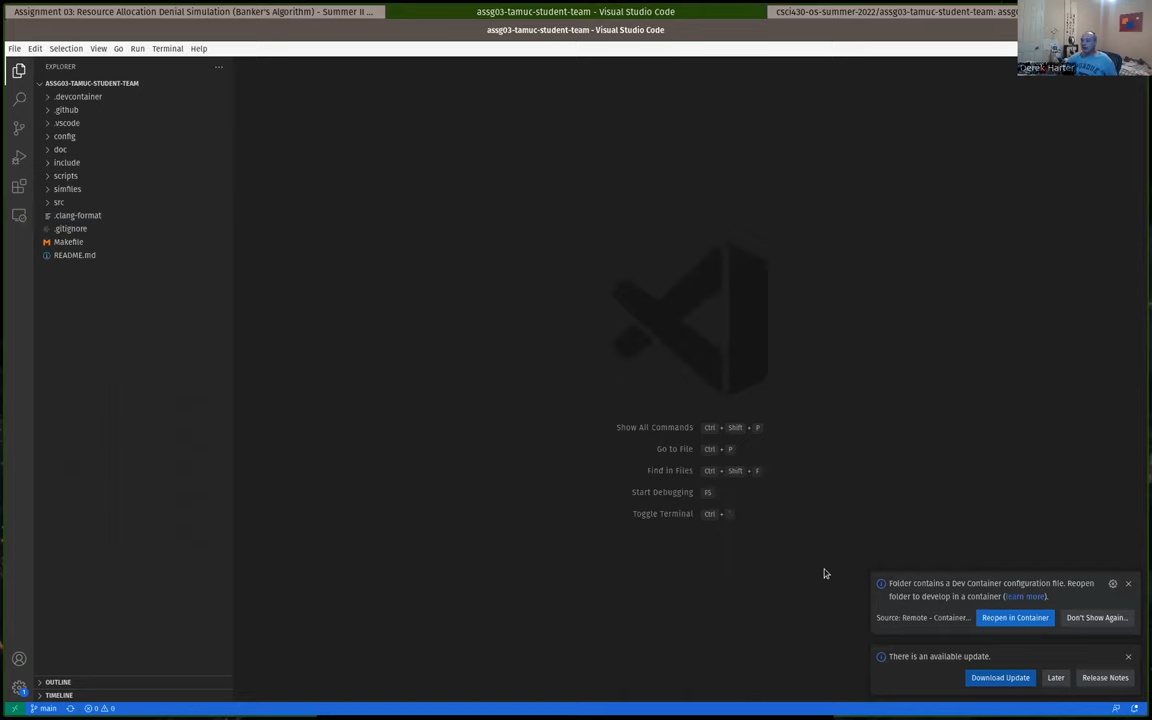 Assignment 03: Resource Allocation Denial Simulation (Banker's Algorithm) - Summer II ...
assg03-tamuc-student-team - Visual Studio Code
csci430-os-summer-2022/assg03-tamuc-student-team: assg
assg03-tamuc-student-team - Visual Studio Code
File Edit Selection View Go Run Terminal Help
Derek Harter
EXPLORER ...
ASSG03-TAMUC-STUDENT-TEAM
.devcontainer
.github
.vscode
config
doc
include
scripts
simfiles
src
.clang-format
.gitignore
Makefile
README.md
Show All Commands Ctrl + Shift + P
Go to File Ctrl + P
Find in Files Ctrl + Shift + F
Start Debugging F5
Toggle Terminal Ctrl + `
Folder contains a Dev Container configuration file. Reopen
folder to develop in a container (learn more).
Source: Remote - Container... Reopen in Container Don't Show Again...
There is an available update.
Download Update Later Release Notes
OUTLINE
TIMELINE
1
main 0 0